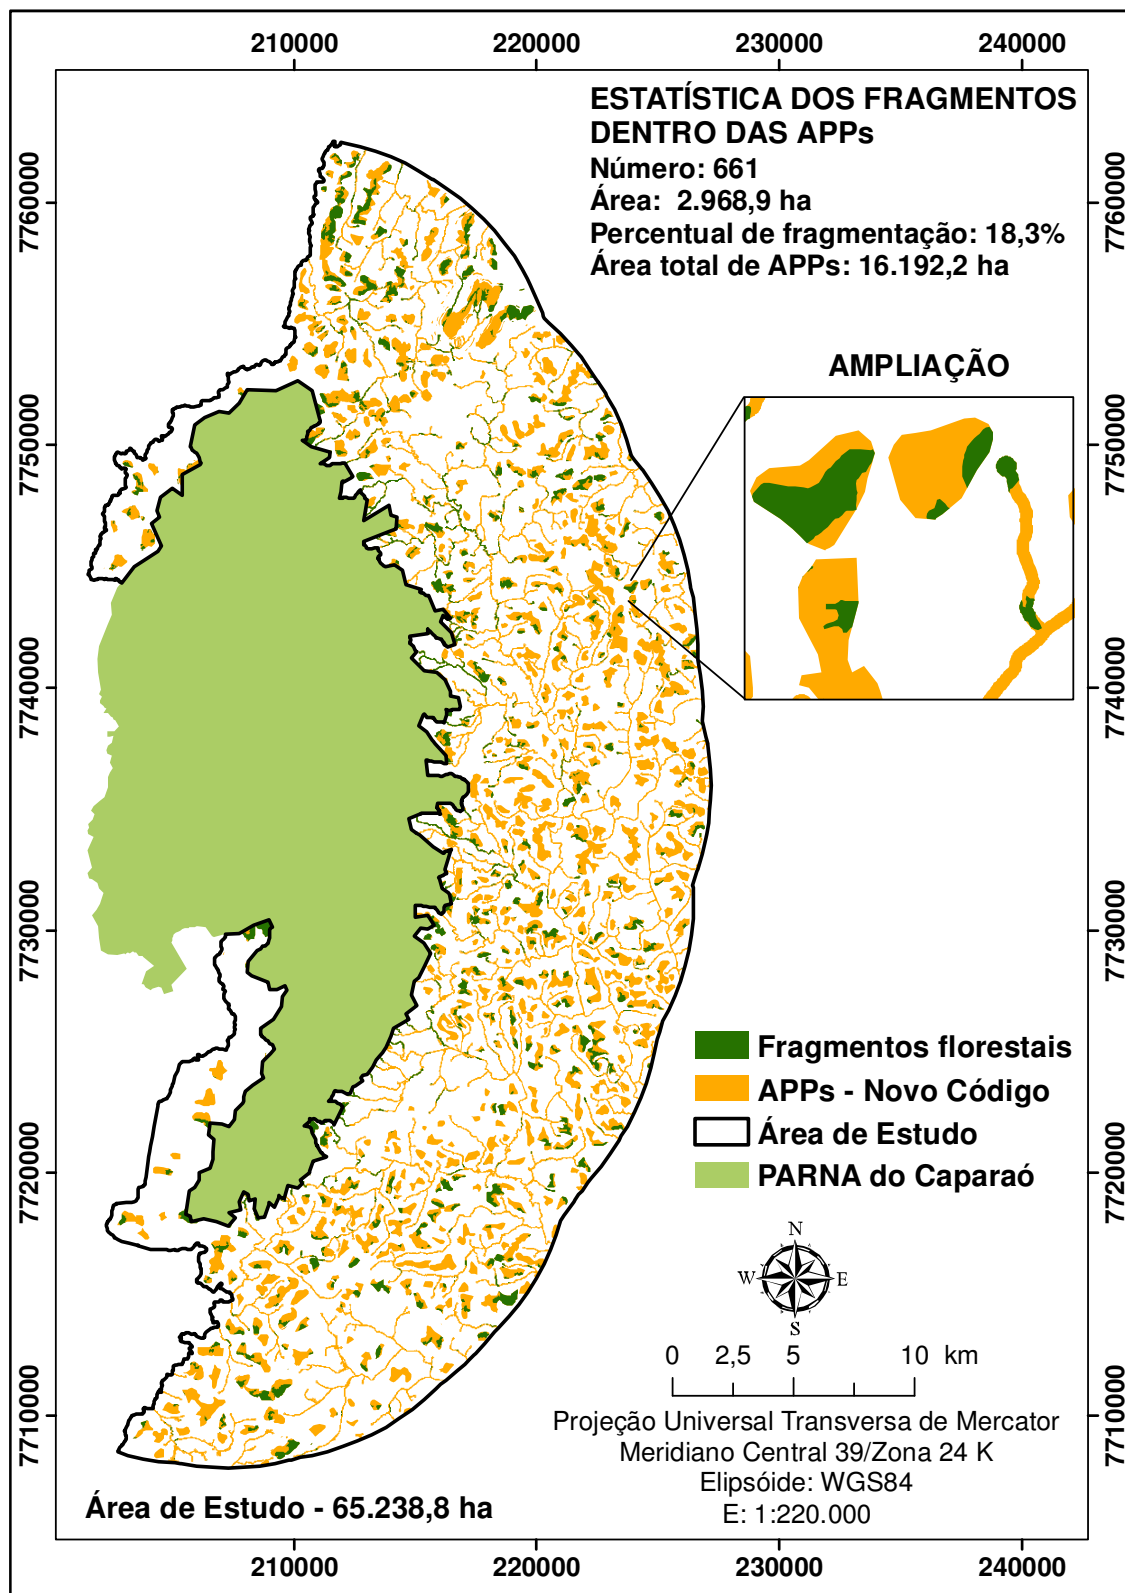 210000 220000 230000 240000
ESTATÍSTICA DOS FRAGMENTOS
DENTRO DAS APPs
Número: 661
Área: 2.968,9 ha
Percentual de fragmentação: 18,3%
Área total de APPs: 16.192,2 ha
AMPLIAÇÃO
7760000
7750000
7740000
7730000
7720000
7710000
7760000
7750000
7740000
7730000
7720000
7710000
Fragmentos florestais
APPs - Novo Código
Área de Estudo
PARNA do Caparaó
N
W E
S
0 2,5 5 10 km
Projeção Universal Transversa de Mercator
Meridiano Central 39/Zona 24 K
Elipsóide: WGS84
E: 1:220.000
Área de Estudo - 65.238,8 ha
210000 220000 230000 240000